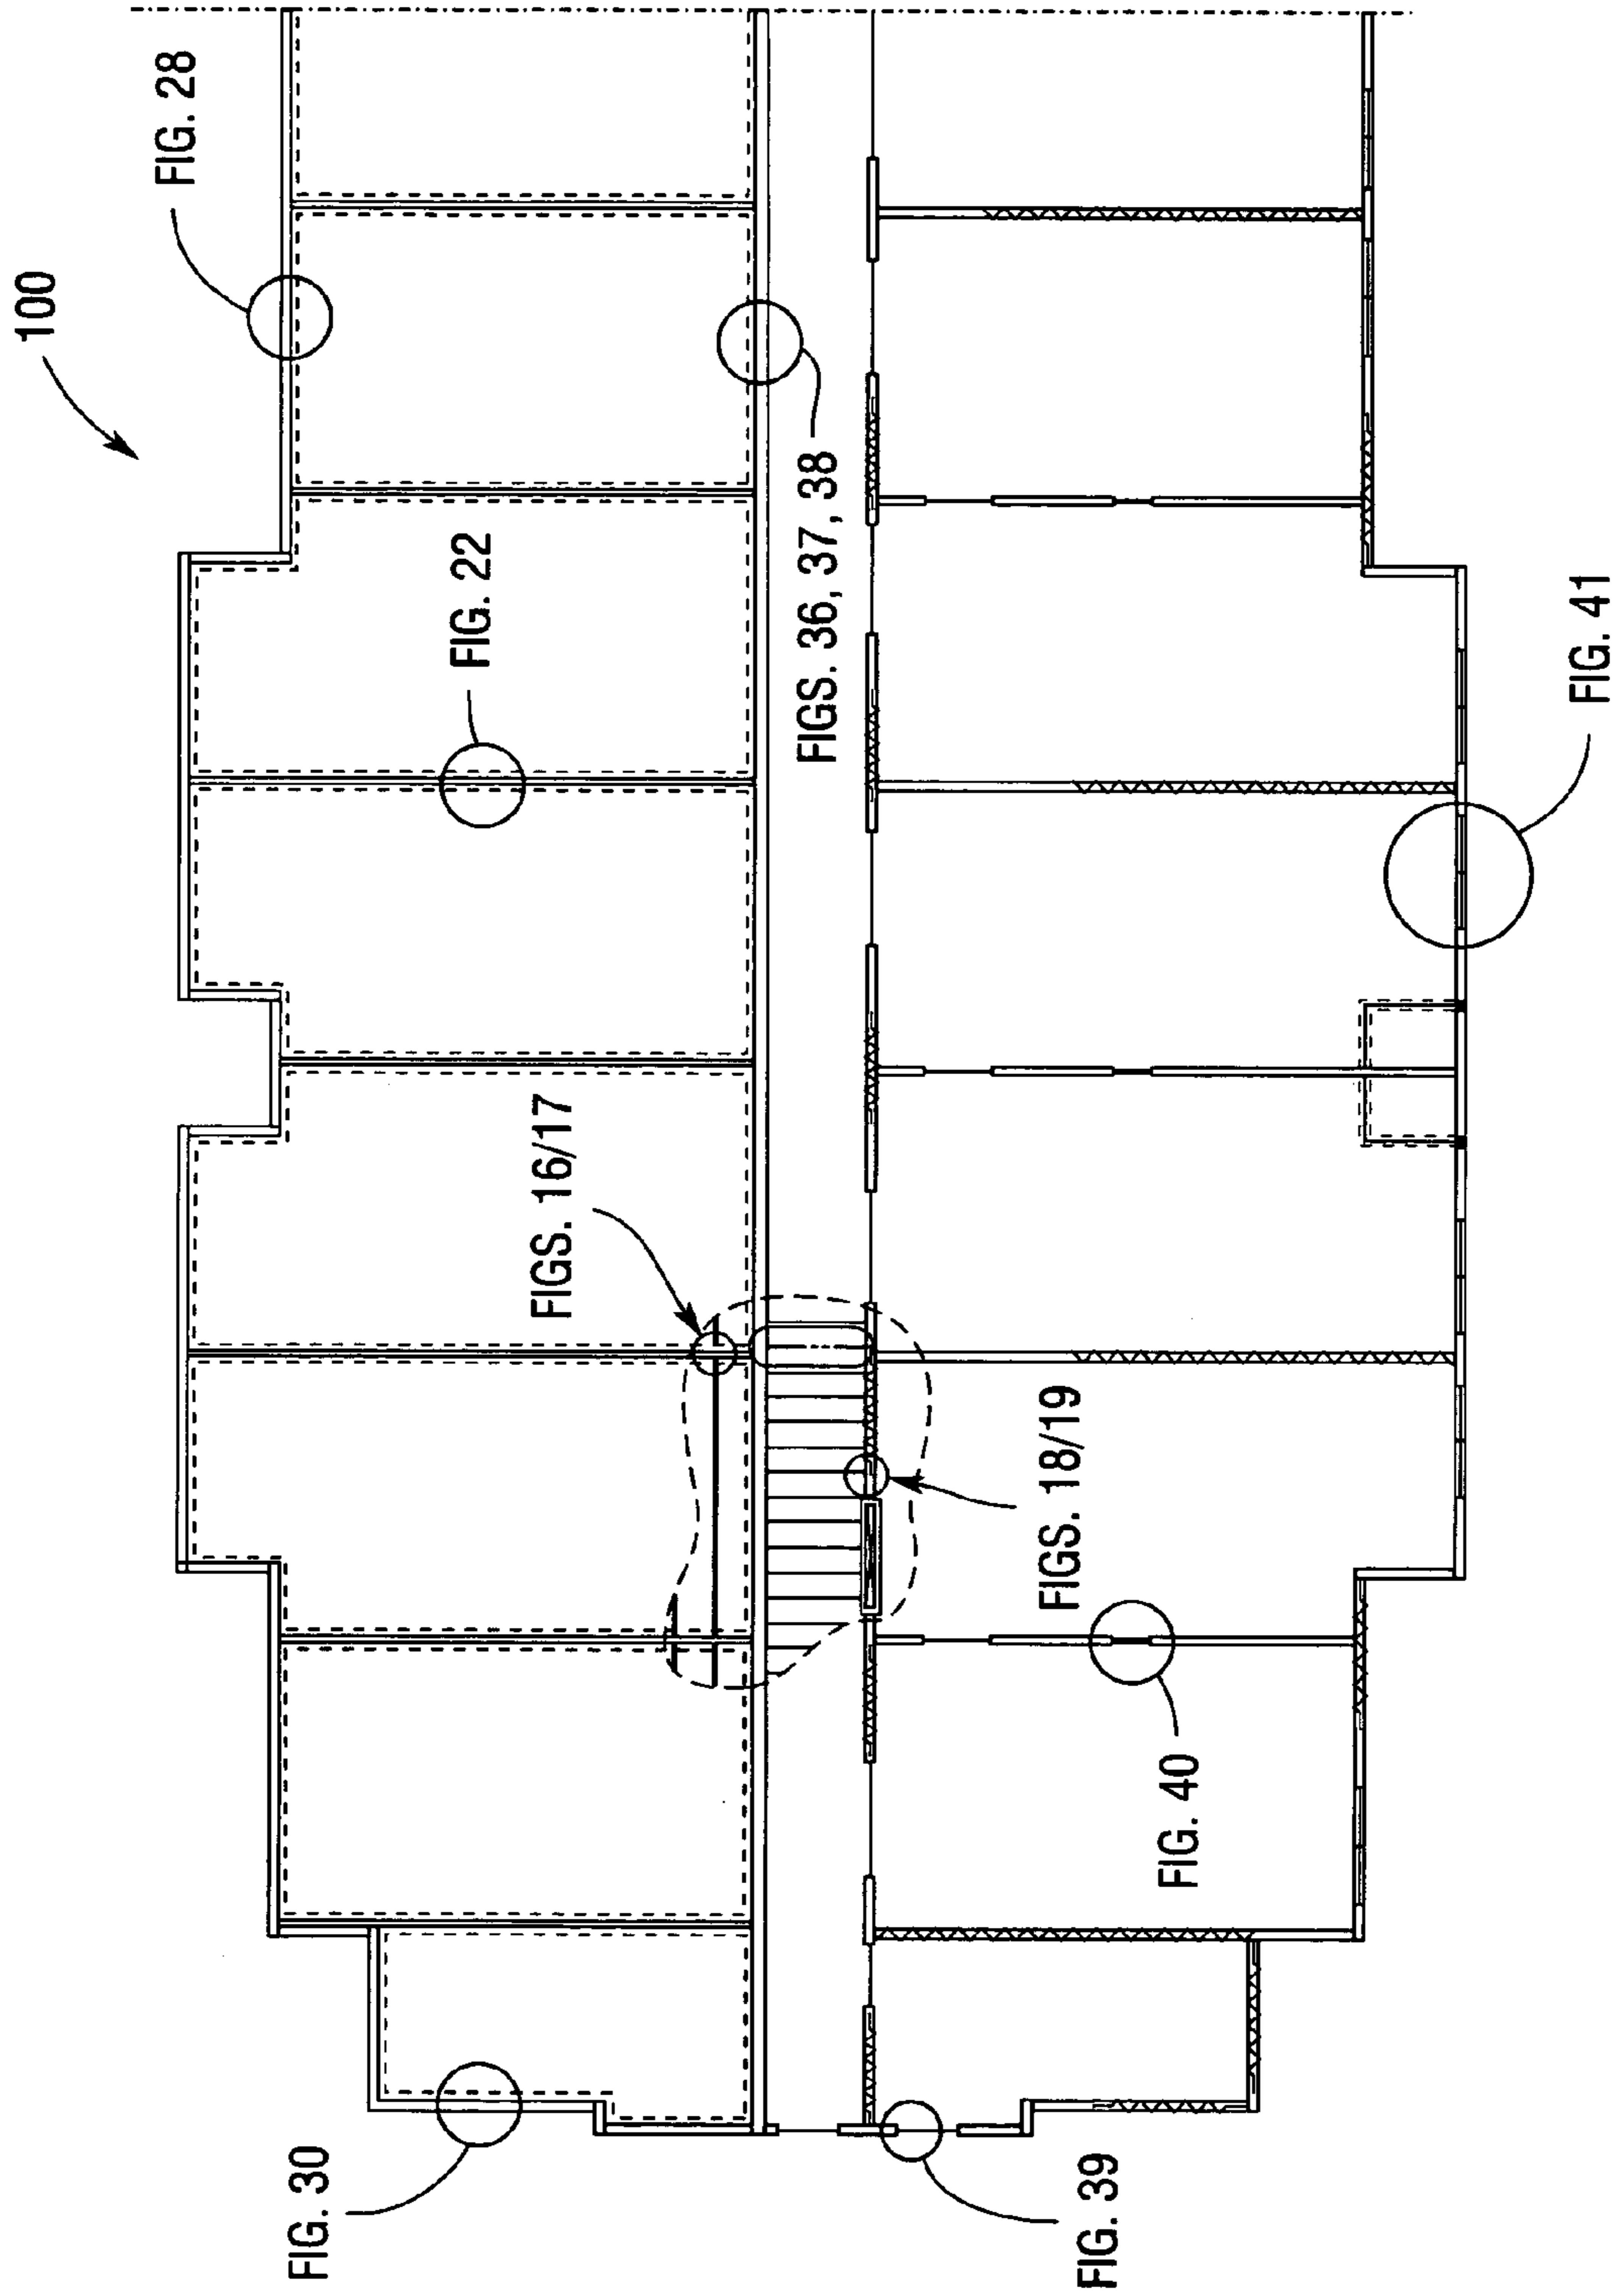 100
FIG. 28
FIG. 22
FIGS. 36, 37, 38
FIG. 41
FIGS. 16/17
FIGS. 18/19
FIG. 40
FIG. 30
FIG. 39